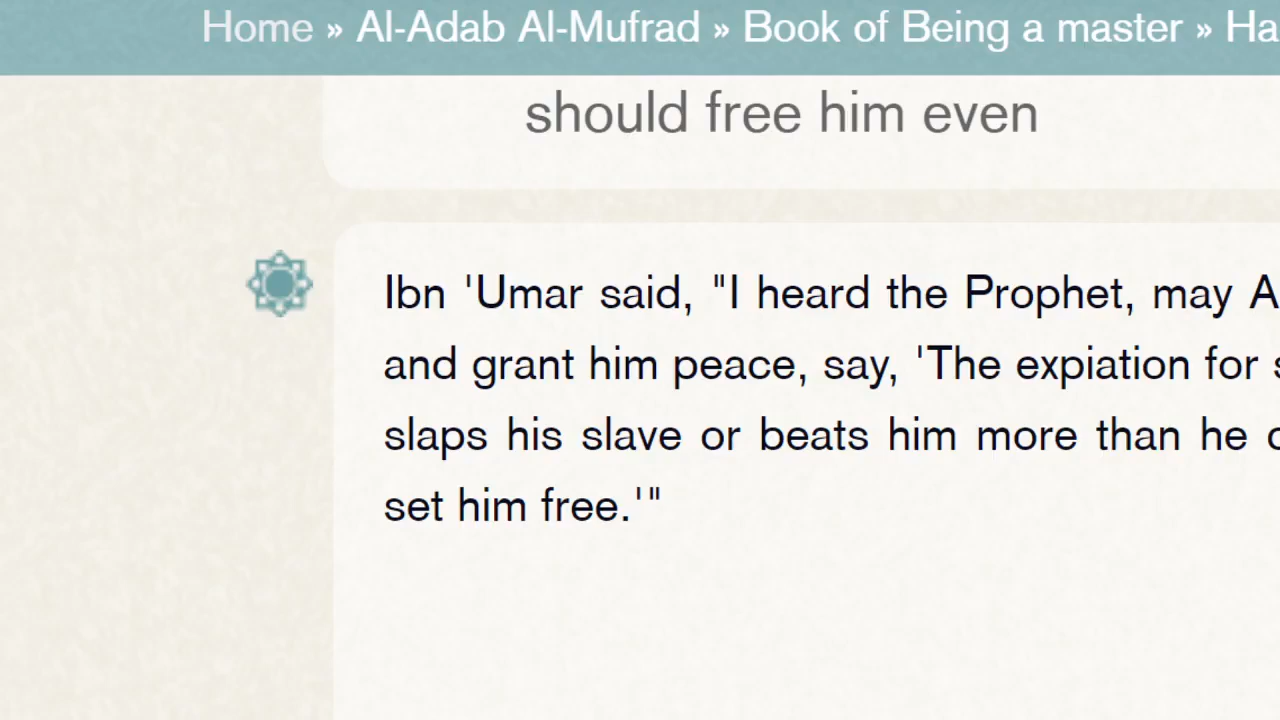 Home » Al-Adab Al-Mufrad » Book of Being a master »
should free him even
Ibn 'Umar said, "I heard the Prophet, may
and grant him peace, say, 'The expiation for
slaps his slave or beats him more than he
set him free.'"